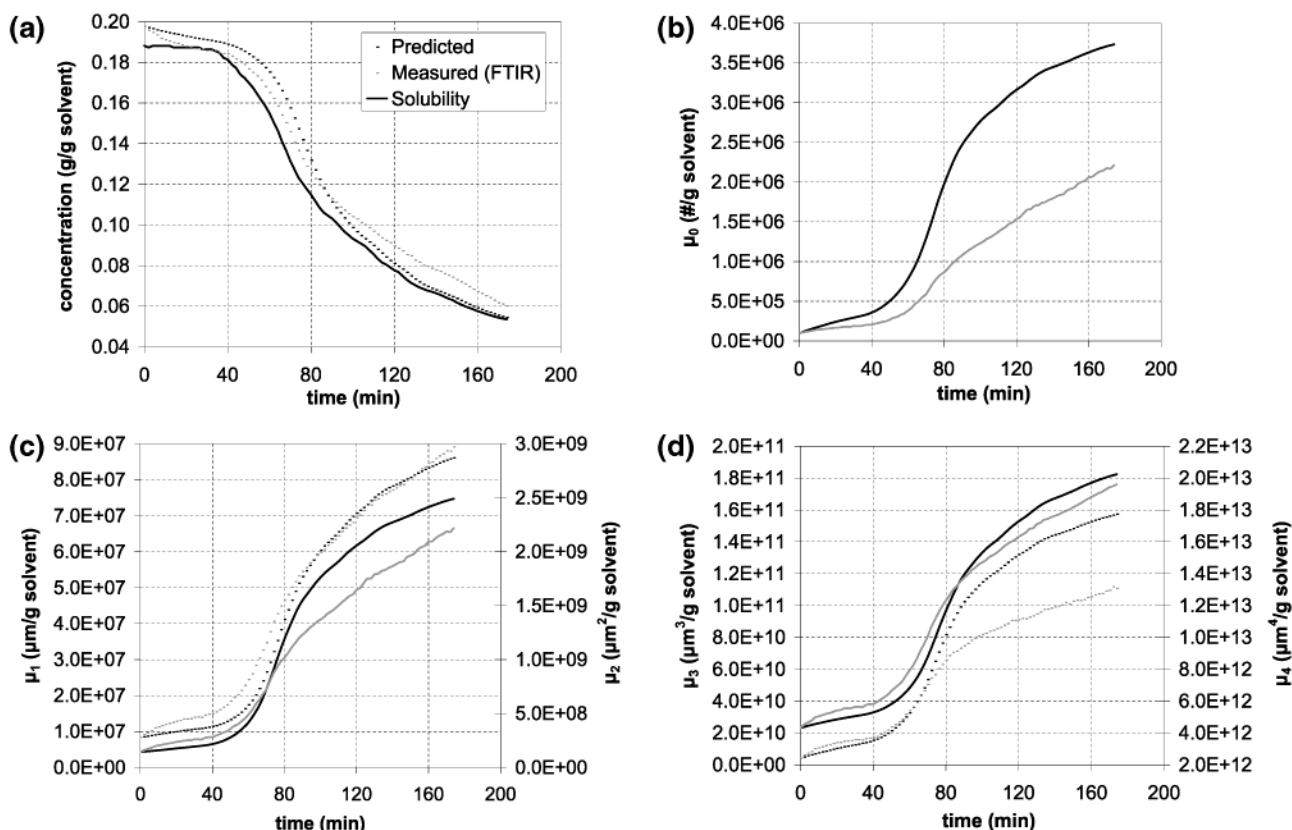 (a)
0.20
0.18
0.16
0.14
0.12
0.10
0.08
0.06
0.04
concentration (g/g solvent)
Predicted
Measured (FTIR)
Solubility
0 40 80 120 160 200
time (min)
(b)
4.0E+06
3.5E+06
3.0E+06
2.5E+06
2.0E+06
1.5E+06
1.0E+06
5.0E+05
0.0E+00
μ0 (#/g solvent)
0 40 80 120 160 200
time (min)
(c)
9.0E+07
8.0E+07
7.0E+07
6.0E+07
5.0E+07
4.0E+07
3.0E+07
2.0E+07
1.0E+07
0.0E+00
μ1 (μm/g solvent)
3.0E+09
2.5E+09
2.0E+09
1.5E+09
1.0E+09
5.0E+08
0.0E+00
μ2 (μm²/g solvent)
0 40 80 120 160 200
time (min)
(d)
2.0E+11
1.8E+11
1.6E+11
1.4E+11
1.2E+11
1.0E+11
8.0E+10
6.0E+10
4.0E+10
2.0E+10
0.0E+00
μ3 (μm³/g solvent)
2.2E+13
2.0E+13
1.8E+13
1.6E+13
1.4E+13
1.2E+13
1.0E+13
8.0E+12
6.0E+12
4.0E+12
2.0E+12
μ4 (μm⁴/g solvent)
0 40 80 120 160 200
time (min)